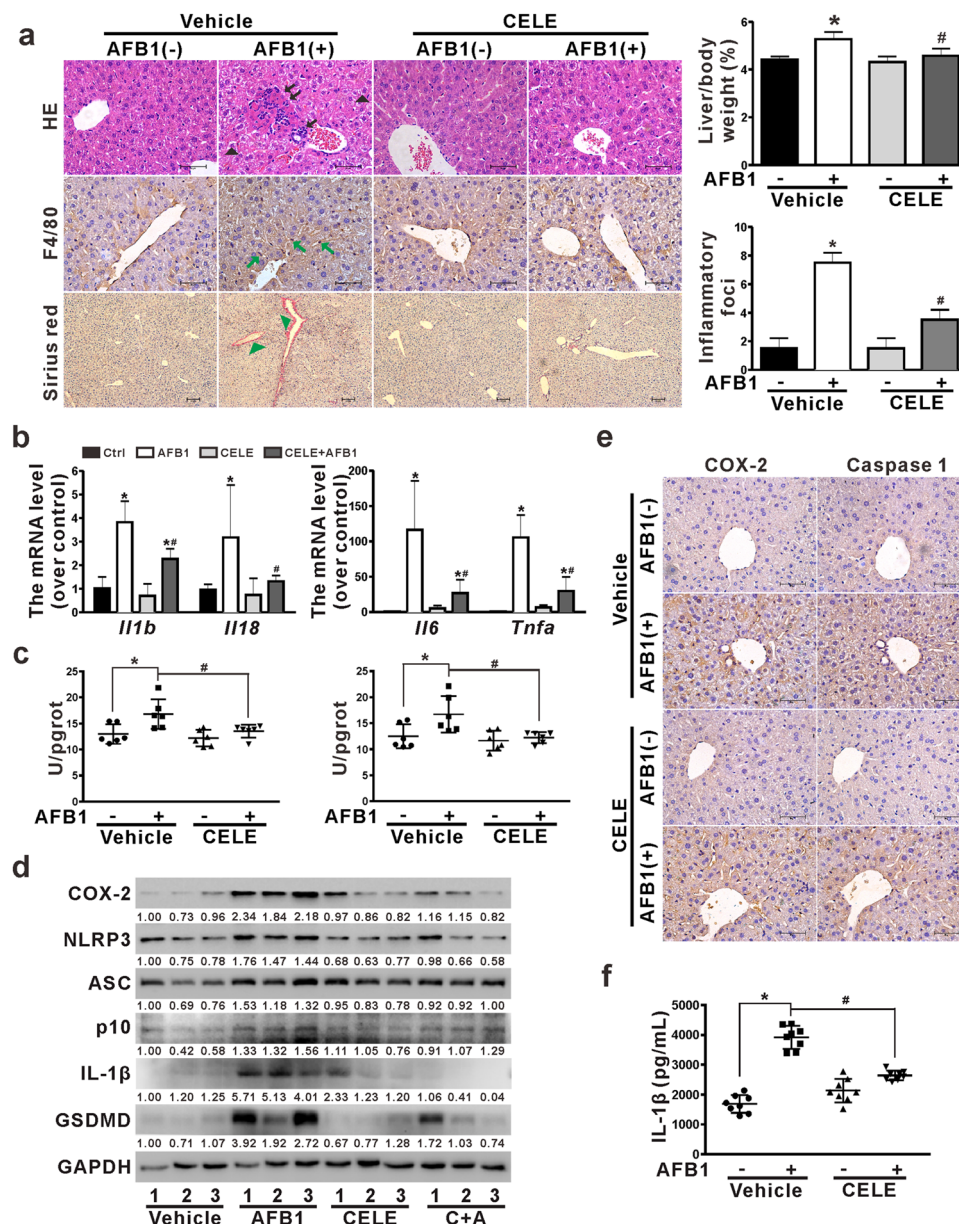 a
Vehicle
CELE
AFB1(-)
AFB1(+)
AFB1(-)
AFB1(+)
HE
F4/80
Sirius red
Liver/body
weight (%)
6
4
2
0
*
#
AFB1
-
+
-
+
Vehicle
CELE
Inflammatory
foci
10
8
6
4
2
0
*
#
AFB1
-
+
-
+
Vehicle
CELE
b
Ctrl AFB1 CELE CELE+AFB1
The mRNA level
(over control)
6
5
4
3
2
1
0
*
*#
*
#
Il1b
Il18
The mRNA level
(over control)
200
150
100
75
50
25
0
*
*#
*
*#
Il6
Tnfa
c
U/pgrot
25
20
15
10
5
0
*
#
AFB1
-
+
-
+
Vehicle
CELE
U/pgrot
25
20
15
10
5
0
*
#
AFB1
-
+
-
+
Vehicle
CELE
d
COX-2
1.00 0.73 0.96 2.34 1.84 2.18 0.97 0.86 0.82 1.16 1.15 0.82
NLRP3
1.00 0.75 0.78 1.76 1.47 1.44 0.68 0.63 0.77 0.98 0.66 0.58
ASC
1.00 0.69 0.76 1.53 1.18 1.32 0.95 0.83 0.78 0.92 0.92 1.00
p10
1.00 0.42 0.58 1.33 1.32 1.56 1.11 1.05 0.76 0.91 1.07 1.29
IL-1β
1.00 1.20 1.25 5.71 5.13 4.01 2.33 1.23 1.20 1.06 0.41 0.04
GSDMD
1.00 0.71 1.07 3.92 1.92 2.72 0.67 0.77 1.28 1.72 1.03 0.74
GAPDH
1 2 3 1 2 3 1 2 3 1 2 3
Vehicle AFB1 CELE C+A
e
COX-2
Caspase 1
Vehicle
AFB1(-)
AFB1(+)
CELE
AFB1(-)
AFB1(+)
f
IL-1β (pg/mL)
5000
4000
3000
2000
1000
0
*
#
AFB1
-
+
-
+
Vehicle
CELE